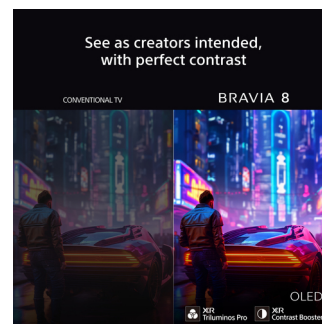 See as creators intended,
with perfect contrast
CONVENTIONAL TV
BRAVIA 8
OLED
XR
Triluminos Pro
XR
Contrast Booster